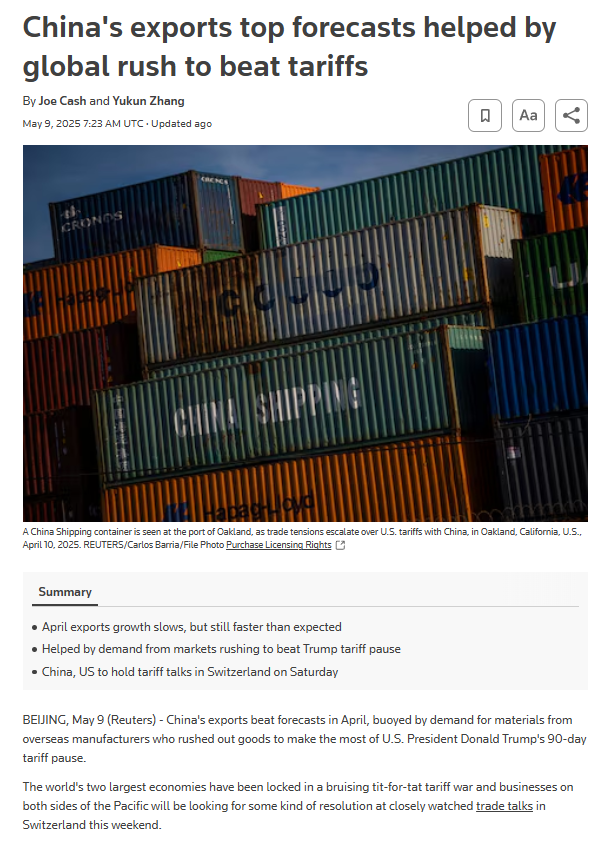 China's exports top forecasts helped by
global rush to beat tariffs
By Joe Cash and Yukun Zhang
May 9, 2025 7:23 AM UTC · Updated ago
Aa
CRONOS
CRONOS
Hapag-Lo
CHINA SHIPPING
Hapag-Lloyd
A China Shipping container is seen at the port of Oakland, as trade tensions escalate over U.S. tariffs with China, in Oakland, California, U.S.,
April 10, 2025. REUTERS/Carlos Barria/File Photo Purchase Licensing Rights
Summary
• April exports growth slows, but still faster than expected
• Helped by demand from markets rushing to beat Trump tariff pause
• China, US to hold tariff talks in Switzerland on Saturday
BEIJING, May 9 (Reuters) - China's exports beat forecasts in April, buoyed by demand for materials from
overseas manufacturers who rushed out goods to make the most of U.S. President Donald Trump's 90-day
tariff pause.
The world's two largest economies have been locked in a bruising tit-for-tat tariff war and businesses on
both sides of the Pacific will be looking for some kind of resolution at closely watched trade talks in
Switzerland this weekend.